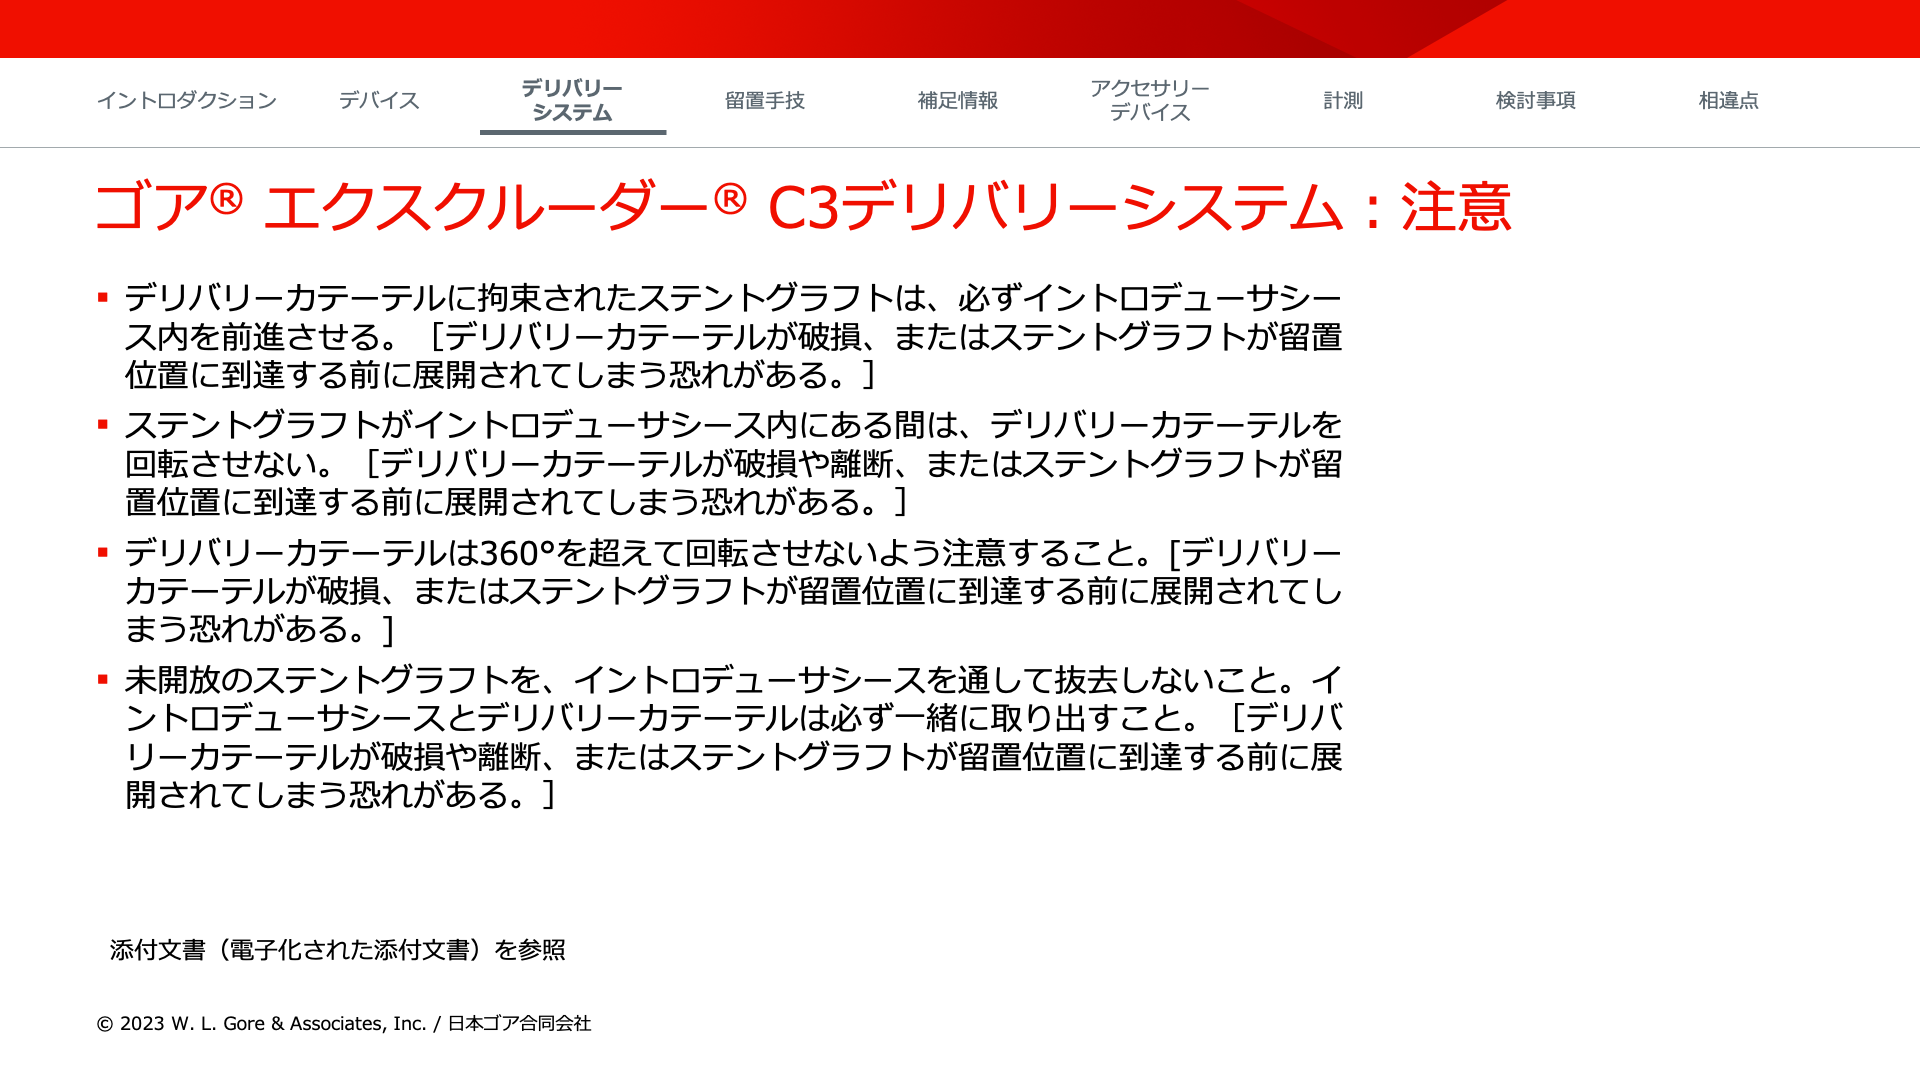 イントロダクション
デバイス
デリバリー
システム
留置手技
補足情報
アクセサリー
デバイス
計測
検討事項
相違点
ゴア® エクスクルーダー® C3デリバリーシステム：注意
▪ デリバリーカテーテルに拘束されたステントグラフトは、必ずイントロデューサシー
ス内を前進させる。［デリバリーカテーテルが破損、またはステントグラフトが留置
位置に到達する前に展開されてしまう恐れがある。］
▪ ステントグラフトがイントロデューサシース内にある間は、デリバリーカテーテルを
回転させない。［デリバリーカテーテルが破損や離断、またはステントグラフトが留
置位置に到達する前に展開されてしまう恐れがある。］
▪ デリバリーカテーテルは360°を超えて回転させないよう注意すること。[デリバリー
カテーテルが破損、またはステントグラフトが留置位置に到達する前に展開されてし
まう恐れがある。]
▪ 未開放のステントグラフトを、イントロデューサシースを通して抜去しないこと。イ
ントロデューサシースとデリバリーカテーテルは必ず一緒に取り出すこと。［デリバ
リーカテーテルが破損や離断、またはステントグラフトが留置位置に到達する前に展
開されてしまう恐れがある。］
添付文書（電子化された添付文書）を参照
© 2023 W. L. Gore & Associates, Inc. / 日本ゴア合同会社